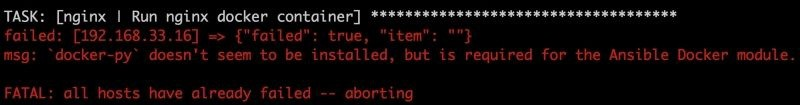 TASK: [nginx | Run nginx docker container] ************************************
failed: [192.168.33.16] => {"failed": true, "item": ""}
msg: `docker-py` doesn't seem to be installed, but is required for the Ansible Docker module.
FATAL: all hosts have already failed -- aborting